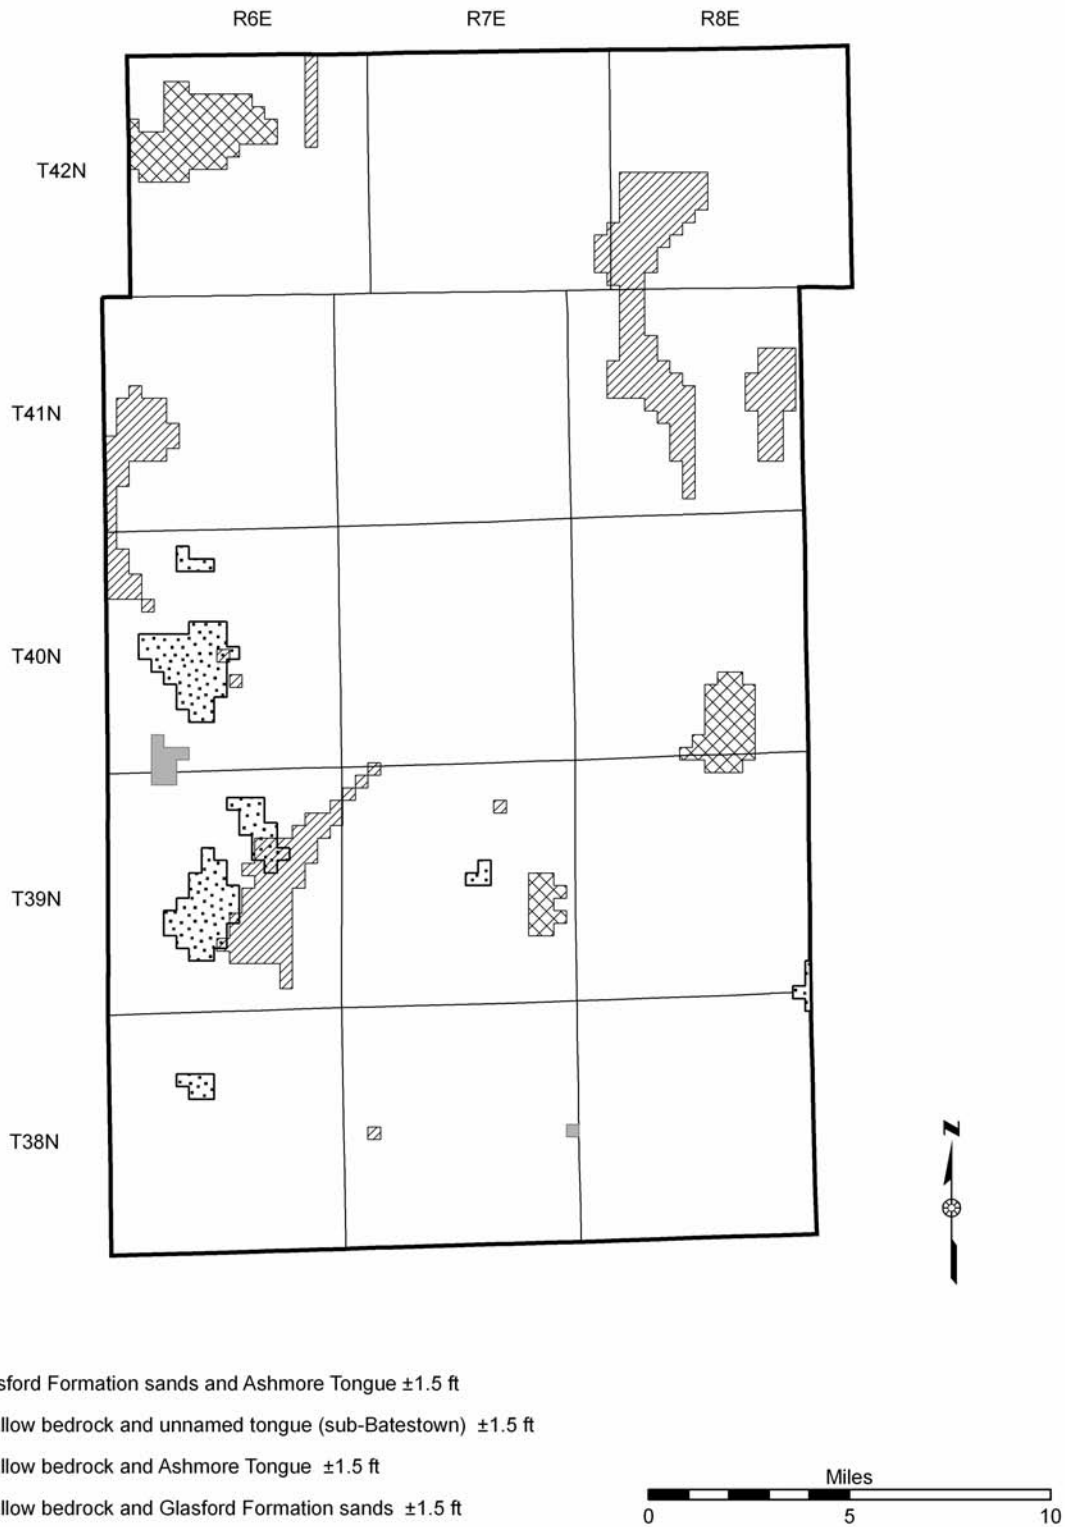 R6E R7E R8E
T42N
T41N
T40N
T39N
T38N
N
sford Formation sands and Ashmore Tongue ±1.5 ft
llow bedrock and unnamed tongue (sub-Batestown) ±1.5 ft
llow bedrock and Ashmore Tongue ±1.5 ft
llow bedrock and Glasford Formation sands ±1.5 ft
Miles
0 5 10